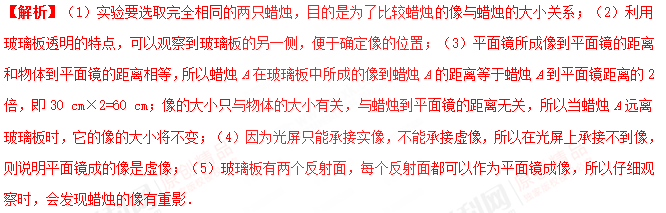 【解析】（1）实验要选取完全相同的两只蜡烛，目的是为了比较蜡烛的像与蜡烛的大小关系；（2）利用
玻璃板透明的特点，可以观察到玻璃板的另一侧，便于确定像的位置；（3）平面镜所成像到平面镜的距离
和物体到平面镜的距离相等，所以蜡烛 A 在玻璃板中所成的像到蜡烛 A 的距离等于蜡烛 A 到平面镜距离的 2
倍，即 30 cm×2=60 cm；像的大小只与物体的大小有关，与蜡烛到平面镜的距离无关，所以当蜡烛 A 远离
玻璃板时，它的像的大小将不变；（4）因为光屏只能承接实像，不能承接虚像，所以在光屏上承接不到像，
则说明平面镜成的像是虚像；（5）玻璃板有两个反射面，每个反射面都可以作为平面镜成像，所以仔细观
察时，会发现蜡烛的像有重影．